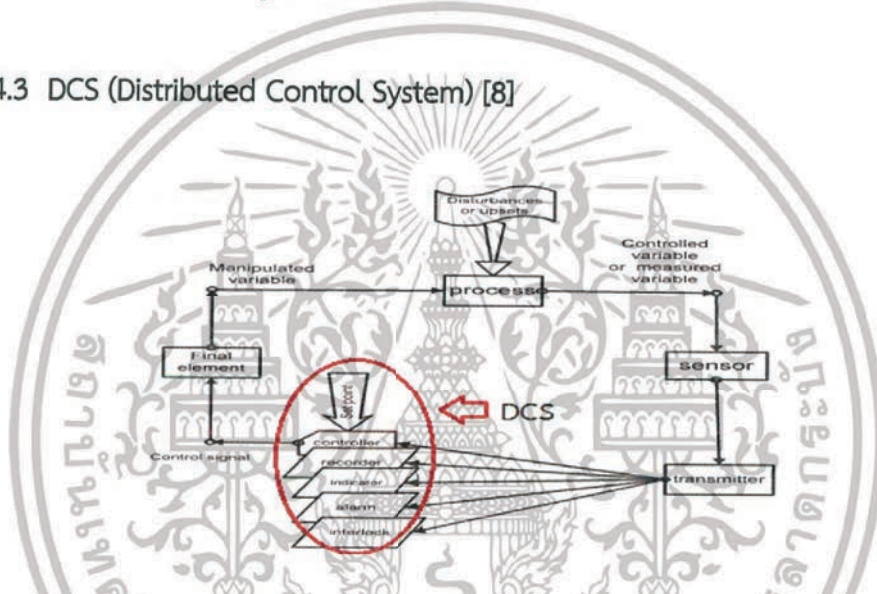 4.3 DCS (Distributed Control System) [8]
Disturbances
or upsets
Controlled
variable
or measured
variable
Manipulated
variable
process
Final
element
sensor
Set point
DCS
controller
Control signal
recorder
indicator
transmitter
alarm
interlock